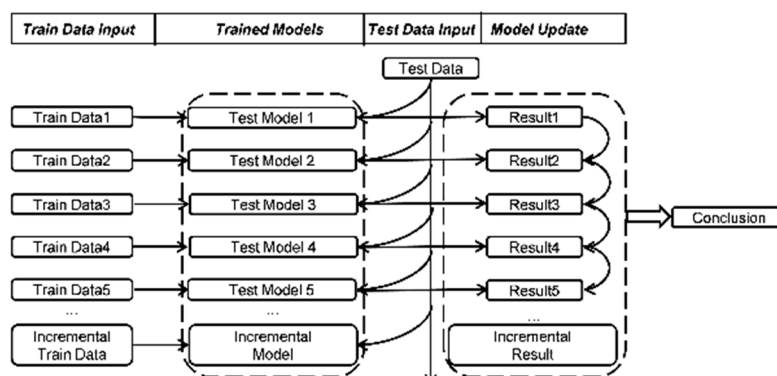 Train Data Input Trained Models Test Data Input Model Update
Test Data
Train Data1 Test Model 1 Result1
Train Data2 Test Model 2 Result2
Train Data3 Test Model 3 Result3
Conclusion
Train Data4 Test Model 4 Result4
Train Data5 Test Model 5 Result5
... ... ...
Incremental Incremental Incremental
Train Data Model Result